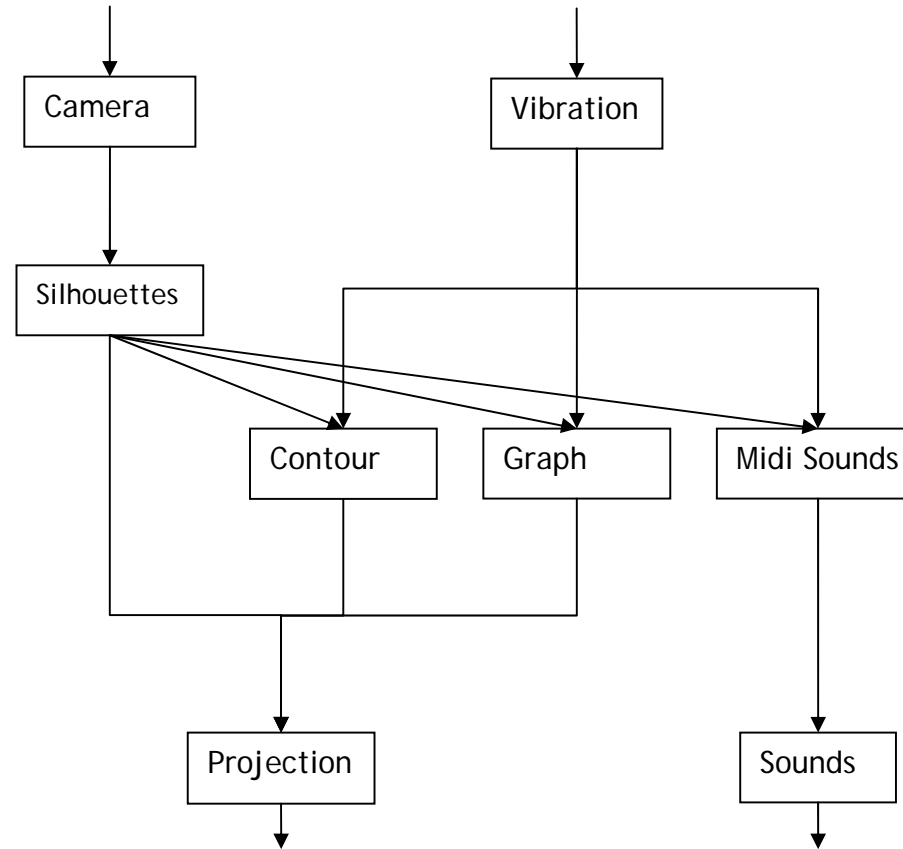 Camera
Vibration
Silhouettes
Contour
Graph
Midi Sounds
Projection
Sounds